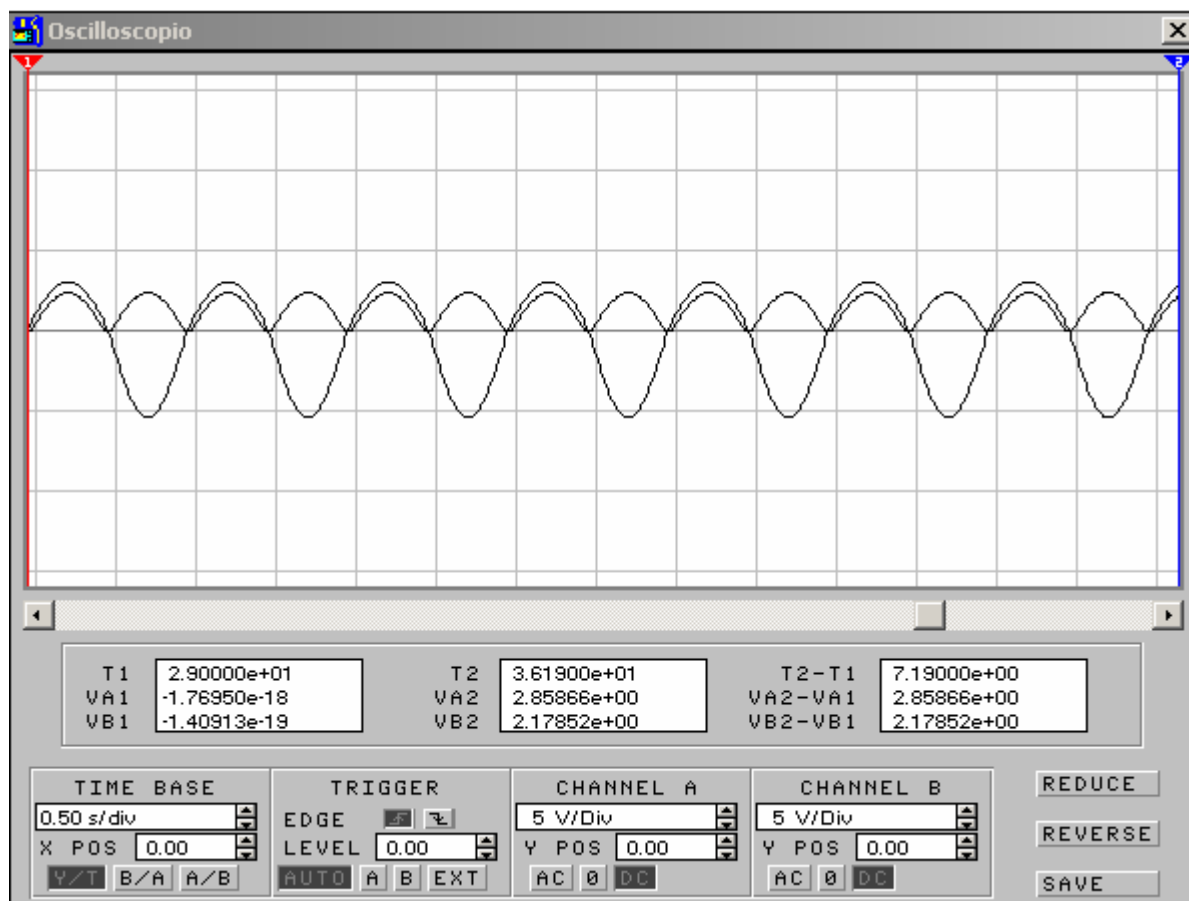 Oscilloscopio
1 2
T1 2.90000e+01 T2 3.61900e+01 T2-T1 7.19000e+00
VA1 -1.76950e-18 VA2 2.85866e+00 VA2-VA1 2.85866e+00
VB1 -1.40913e-19 VB2 2.17852e+00 VB2-VB1 2.17852e+00
TIME BASE TRIGGER CHANNEL A CHANNEL B REDUCE
0.50 s/div EDGE 5 V/Div 5 V/Div
X POS 0.00 LEVEL 0.00 Y POS 0.00 Y POS 0.00 REVERSE
Y/T B/A A/B AUTO A B EXT AC 0 DC AC 0 DC SAVE